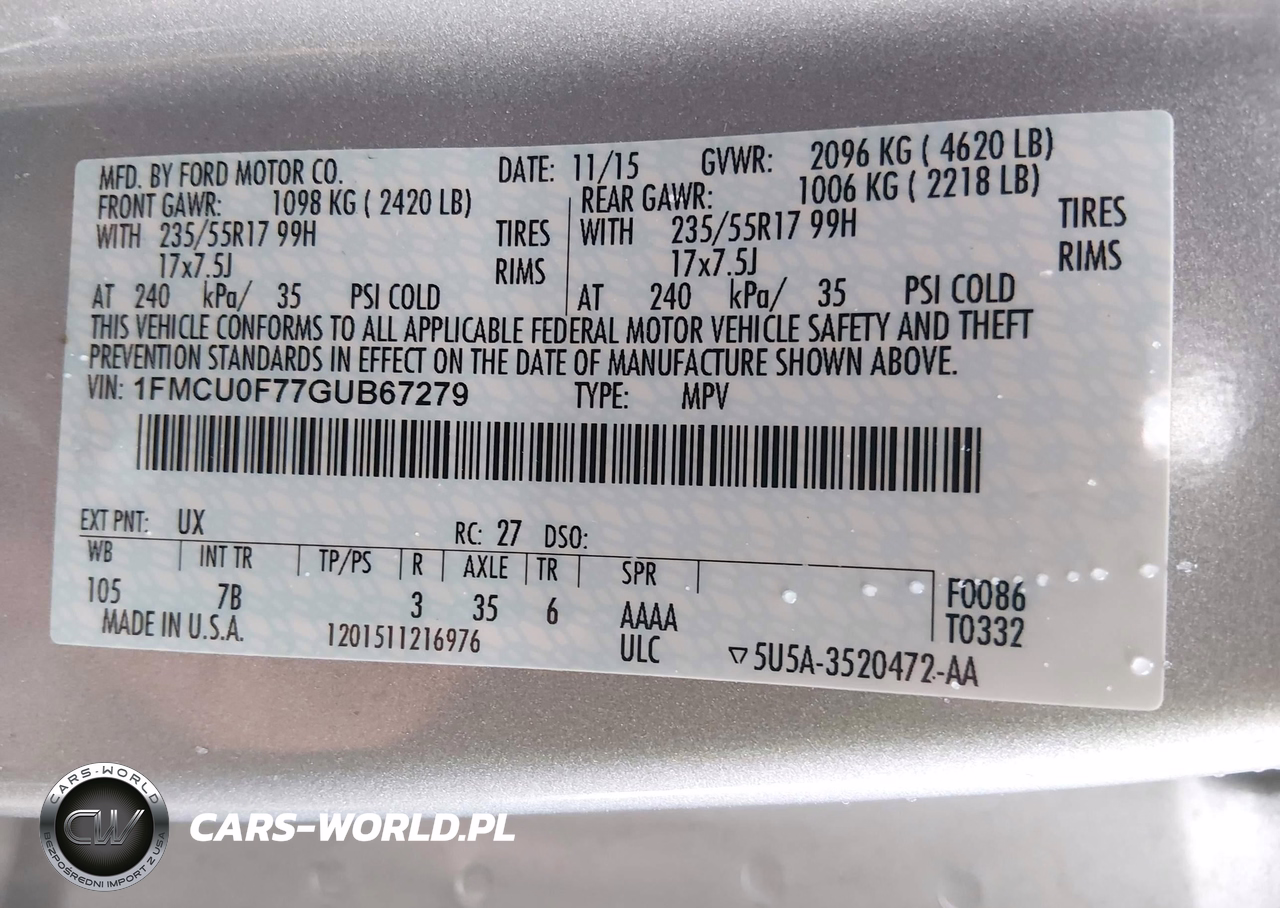 MFD. BY FORD MOTOR CO. DATE: 11/15 GVWR: 2096 KG ( 4620 LB)
FRONT GAWR: 1098 KG ( 2420 LB) REAR GAWR: 1006 KG ( 2218 LB)
WITH 235/55R17 99H TIRES WITH 235/55R17 99H TIRES
17x7.5J RIMS 17x7.5J RIMS
AT 240 kPa/ 35 PSI COLD AT 240 kPa/ 35 PSI COLD
THIS VEHICLE CONFORMS TO ALL APPLICABLE FEDERAL MOTOR VEHICLE SAFETY AND THEFT
PREVENTION STANDARDS IN EFFECT ON THE DATE OF MANUFACTURE SHOWN ABOVE.
VIN: 1FMCU0F77GUB67279 TYPE: MPV
EXT PNT: UX RC: 27 DSO:
WB INT TR TP/PS R AXLE TR SPR
105 7B 3 35 6 AAAA F0086
MADE IN U.S.A. 1201511216976 ULC T0332
▽5U5A-3520472-AA
CARS-WORLD
CW
BEZPOŚREDNI IMPORT Z USA
CARS-WORLD.PL